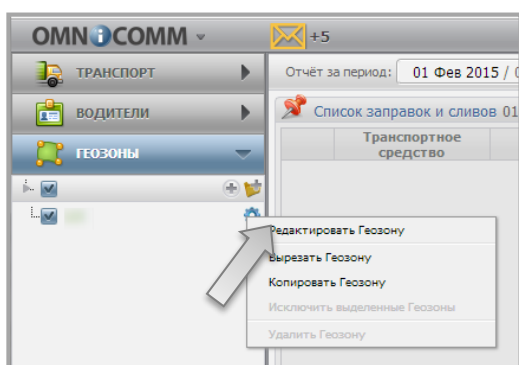 OMNICOMM
+5
ТРАНСПОРТ
Отчёт за период: 01 Фев 2015 /
ВОДИТЕЛИ
Список заправок и сливов 01
Транспортное
средство
ГЕОЗОНЫ
Редактировать Геозону
Вырезать Геозону
Копировать Геозону
Исключить выделенные Геозоны
Удалить Геозону